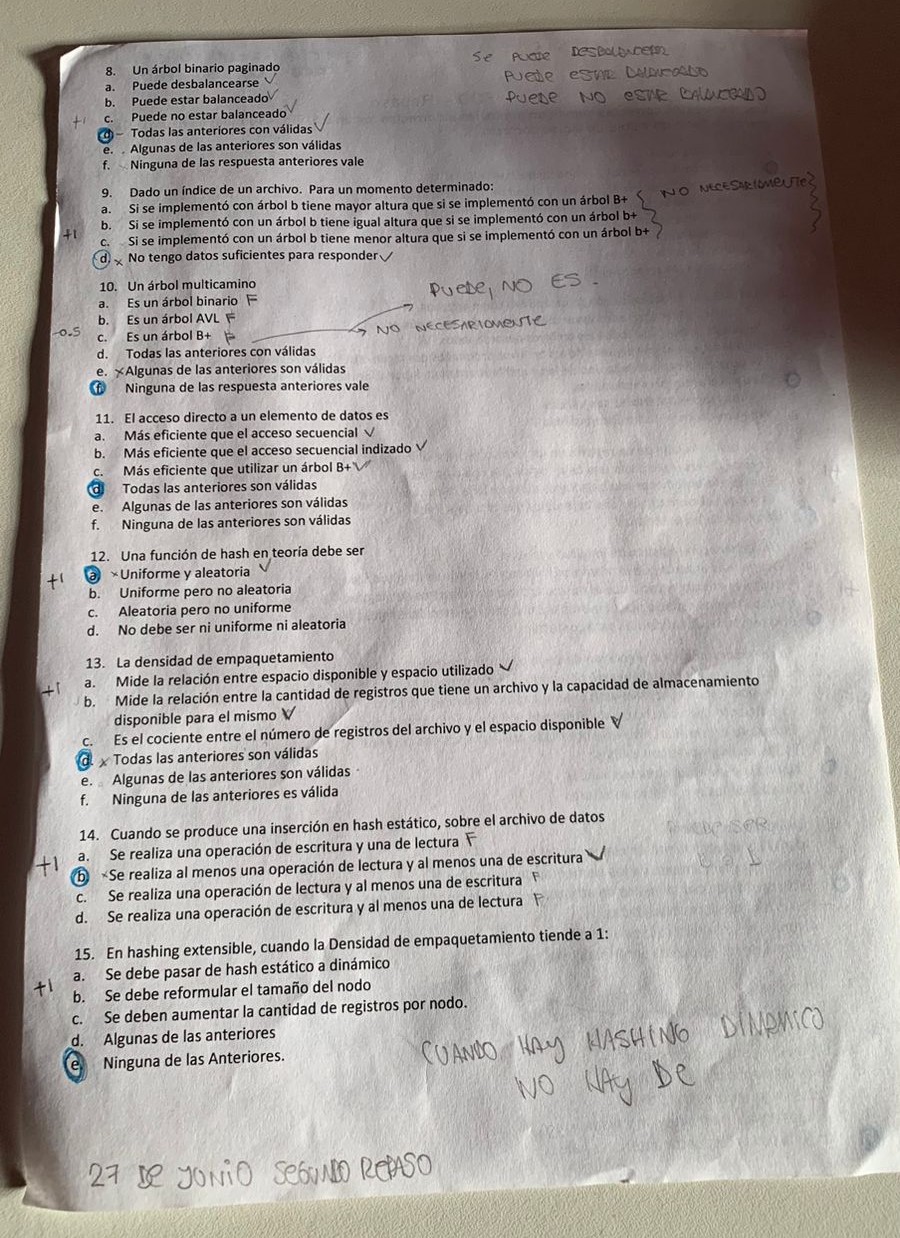 Se PUEDE DESBALANCEAR
8. Un árbol binario paginado
PUEDE ESTAR BALANCEADO
a. Puede desbalancearse ✓
PUEDE NO ESTAR BALANCEADO
b. Puede estar balanceado ✓
+1 c. Puede no estar balanceado ✓
d. - Todas las anteriores con válidas ✓
e. Algunas de las anteriores son válidas
f. Ninguna de las respuesta anteriores vale
9. Dado un índice de un archivo. Para un momento determinado:
NO NECESARIAMENTE
a. Si se implementó con árbol b tiene mayor altura que si se implementó con un árbol B+
b. Si se implementó con un árbol b tiene igual altura que si se implementó con un árbol b+
+1 c. Si se implementó con un árbol b tiene menor altura que si se implementó con un árbol b+
d. x No tengo datos suficientes para responder ✓
10. Un árbol multicamino
PUEDE, NO ES.
a. Es un árbol binario F
b. Es un árbol AVL F
-0.5 c. Es un árbol B+ F → NO NECESARIAMENTE
d. Todas las anteriores con válidas
e. x Algunas de las anteriores son válidas
f. Ninguna de las respuesta anteriores vale
11. El acceso directo a un elemento de datos es
a. Más eficiente que el acceso secuencial ✓
b. Más eficiente que el acceso secuencial indizado ✓
c. Más eficiente que utilizar un árbol B+ ✓
d. Todas las anteriores son válidas
e. Algunas de las anteriores son válidas
f. Ninguna de las anteriores son válidas
12. Una función de hash en teoría debe ser
+1 a. x Uniforme y aleatoria ✓
b. Uniforme pero no aleatoria
c. Aleatoria pero no uniforme
d. No debe ser ni uniforme ni aleatoria
13. La densidad de empaquetamiento
+1 a. Mide la relación entre espacio disponible y espacio utilizado ✓
b. Mide la relación entre la cantidad de registros que tiene un archivo y la capacidad de almacenamiento
disponible para el mismo ✓
c. Es el cociente entre el número de registros del archivo y el espacio disponible ✓
d. x Todas las anteriores son válidas
e. Algunas de las anteriores son válidas
f. Ninguna de las anteriores es válida
14. Cuando se produce una inserción en hash estático, sobre el archivo de datos
a. Se realiza una operación de escritura y una de lectura F
+1 b. x Se realiza al menos una operación de lectura y al menos una de escritura ✓
c. Se realiza una operación de lectura y al menos una de escritura F
d. Se realiza una operación de escritura y al menos una de lectura F
15. En hashing extensible, cuando la Densidad de empaquetamiento tiende a 1:
a. Se debe pasar de hash estático a dinámico
+1 b. Se debe reformular el tamaño del nodo
c. Se deben aumentar la cantidad de registros por nodo.
d. Algunas de las anteriores
e. Ninguna de las Anteriores.
CUANDO HAY HASHING DINAMICO
NO HAY DE
27 DE JUNIO SEGUNDO REPASO